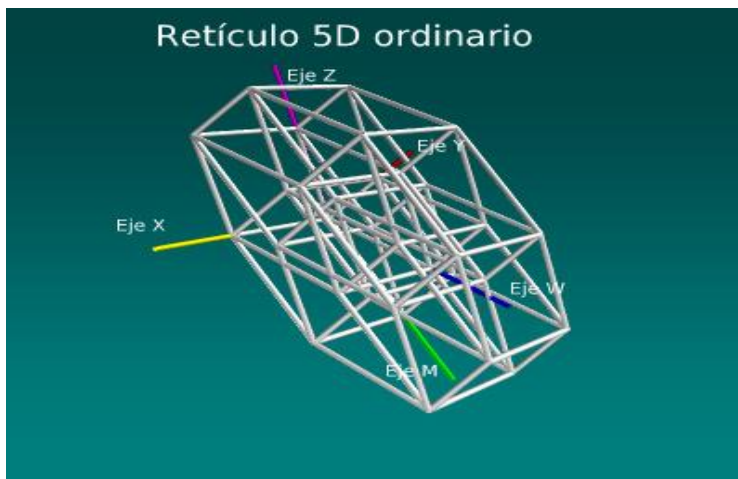 Retículo 5D ordinario
Eje Z
Eje Y
Eje X
Eje W
Eje M